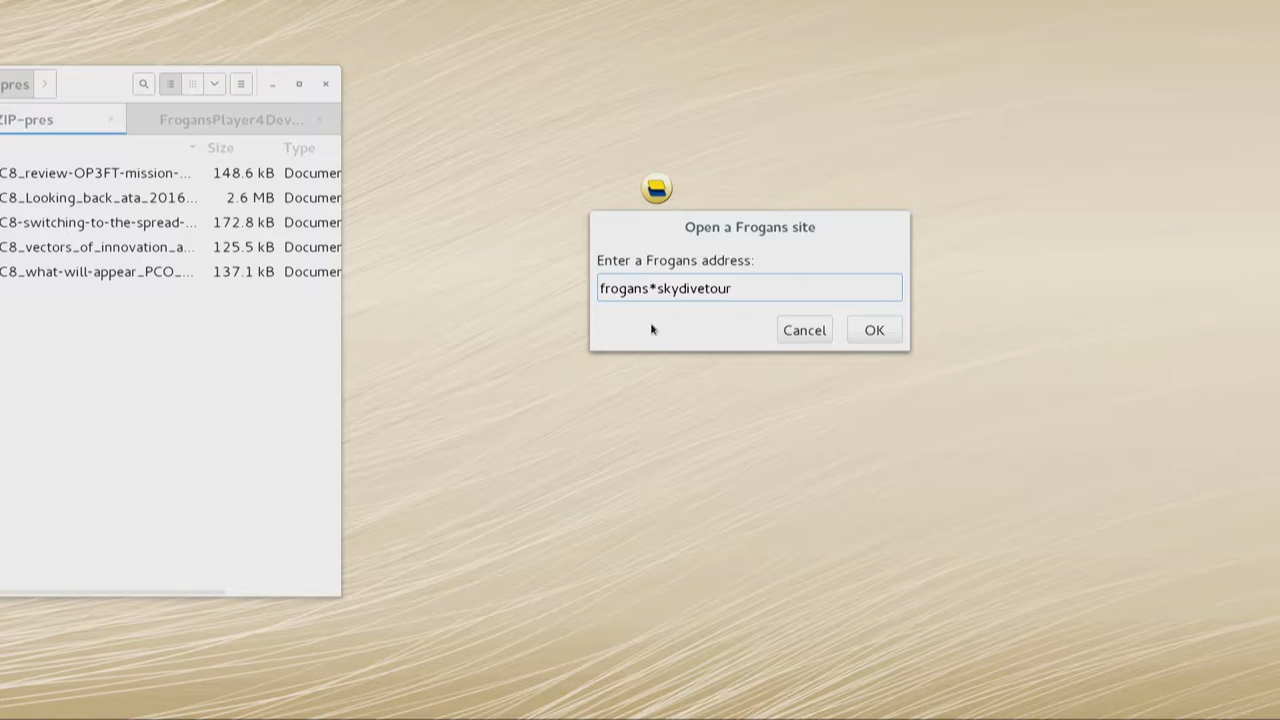 pres
ZIP-pres
FrogansPlayer4Dev...
Size
Type
C8_review-OP3FT-mission-... 148.6 kB Documen
C8_Looking_back_ata_2016... 2.6 MB Documen
C8-switching-to-the-spread-... 172.8 kB Documen
C8_vectors_of_innovation_a... 125.5 kB Documen
C8_what-will-appear_PCO_... 137.1 kB Documen
Open a Frogans site
Enter a Frogans address:
frogans*skydivetour
Cancel OK